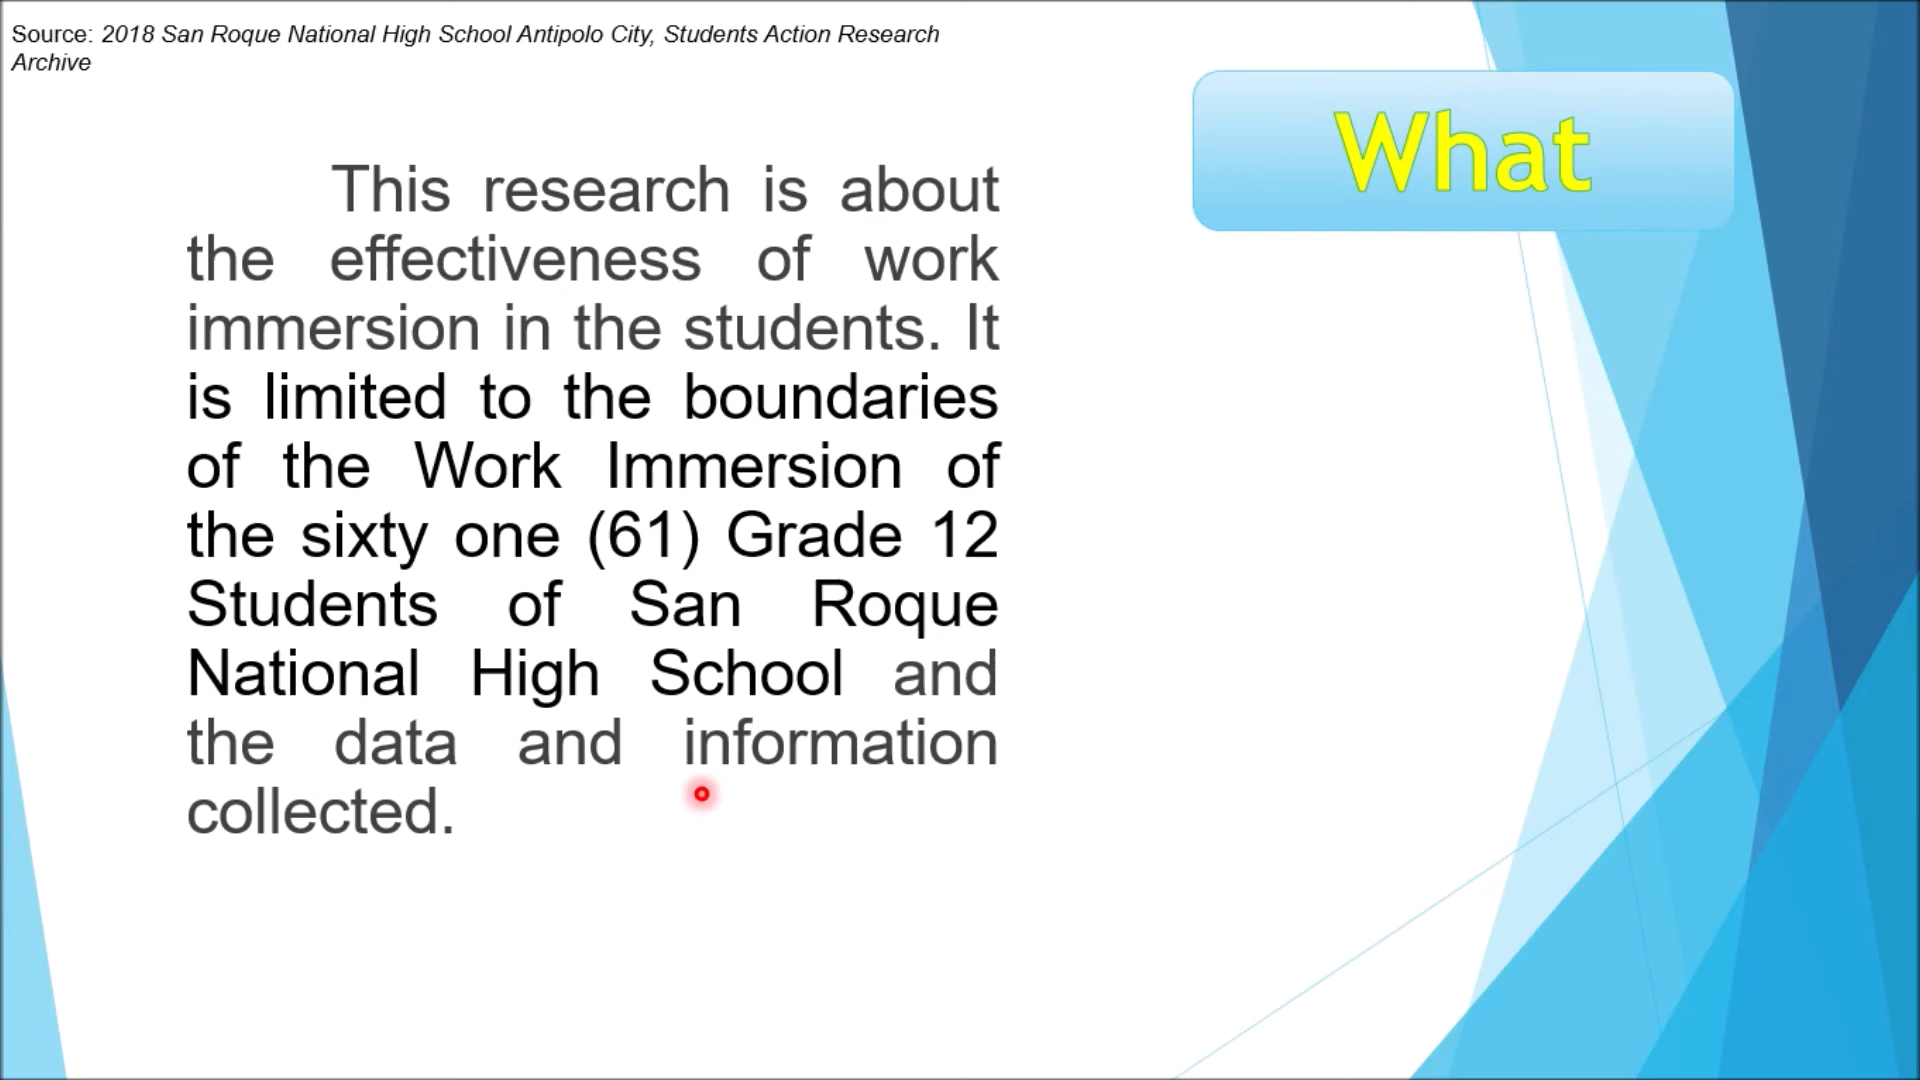 Source: 2018 San Roque National High School Antipolo City, Students Action Research
Archive
What
This research is about
the effectiveness of work
immersion in the students. It
is limited to the boundaries
of the Work Immersion of
the sixty one (61) Grade 12
Students of San Roque
National High School and
the data and information
collected.